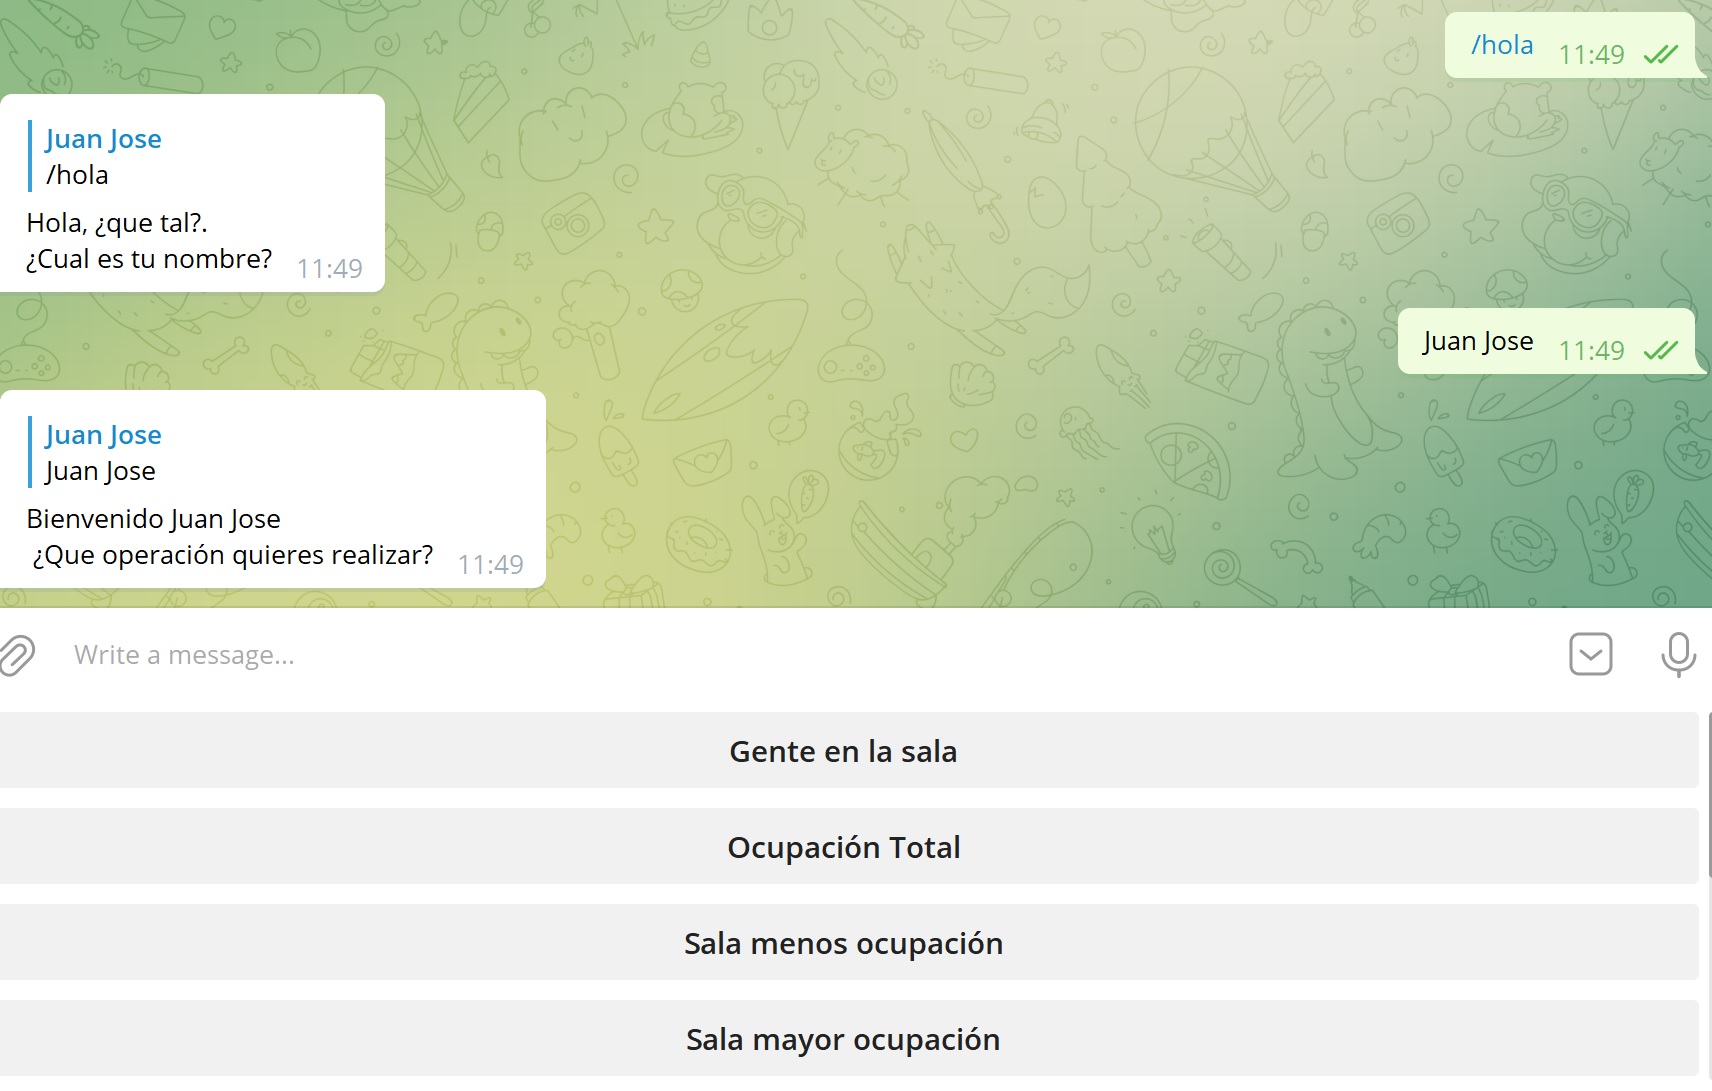 /hola 11:49
Juan Jose
/hola
Hola, ¿que tal?.
¿Cual es tu nombre? 11:49
Juan Jose 11:49
Juan Jose
Juan Jose
Bienvenido Juan Jose
¿Que operación quieres realizar? 11:49
Write a message...
Gente en la sala
Ocupación Total
Sala menos ocupación
Sala mayor ocupación